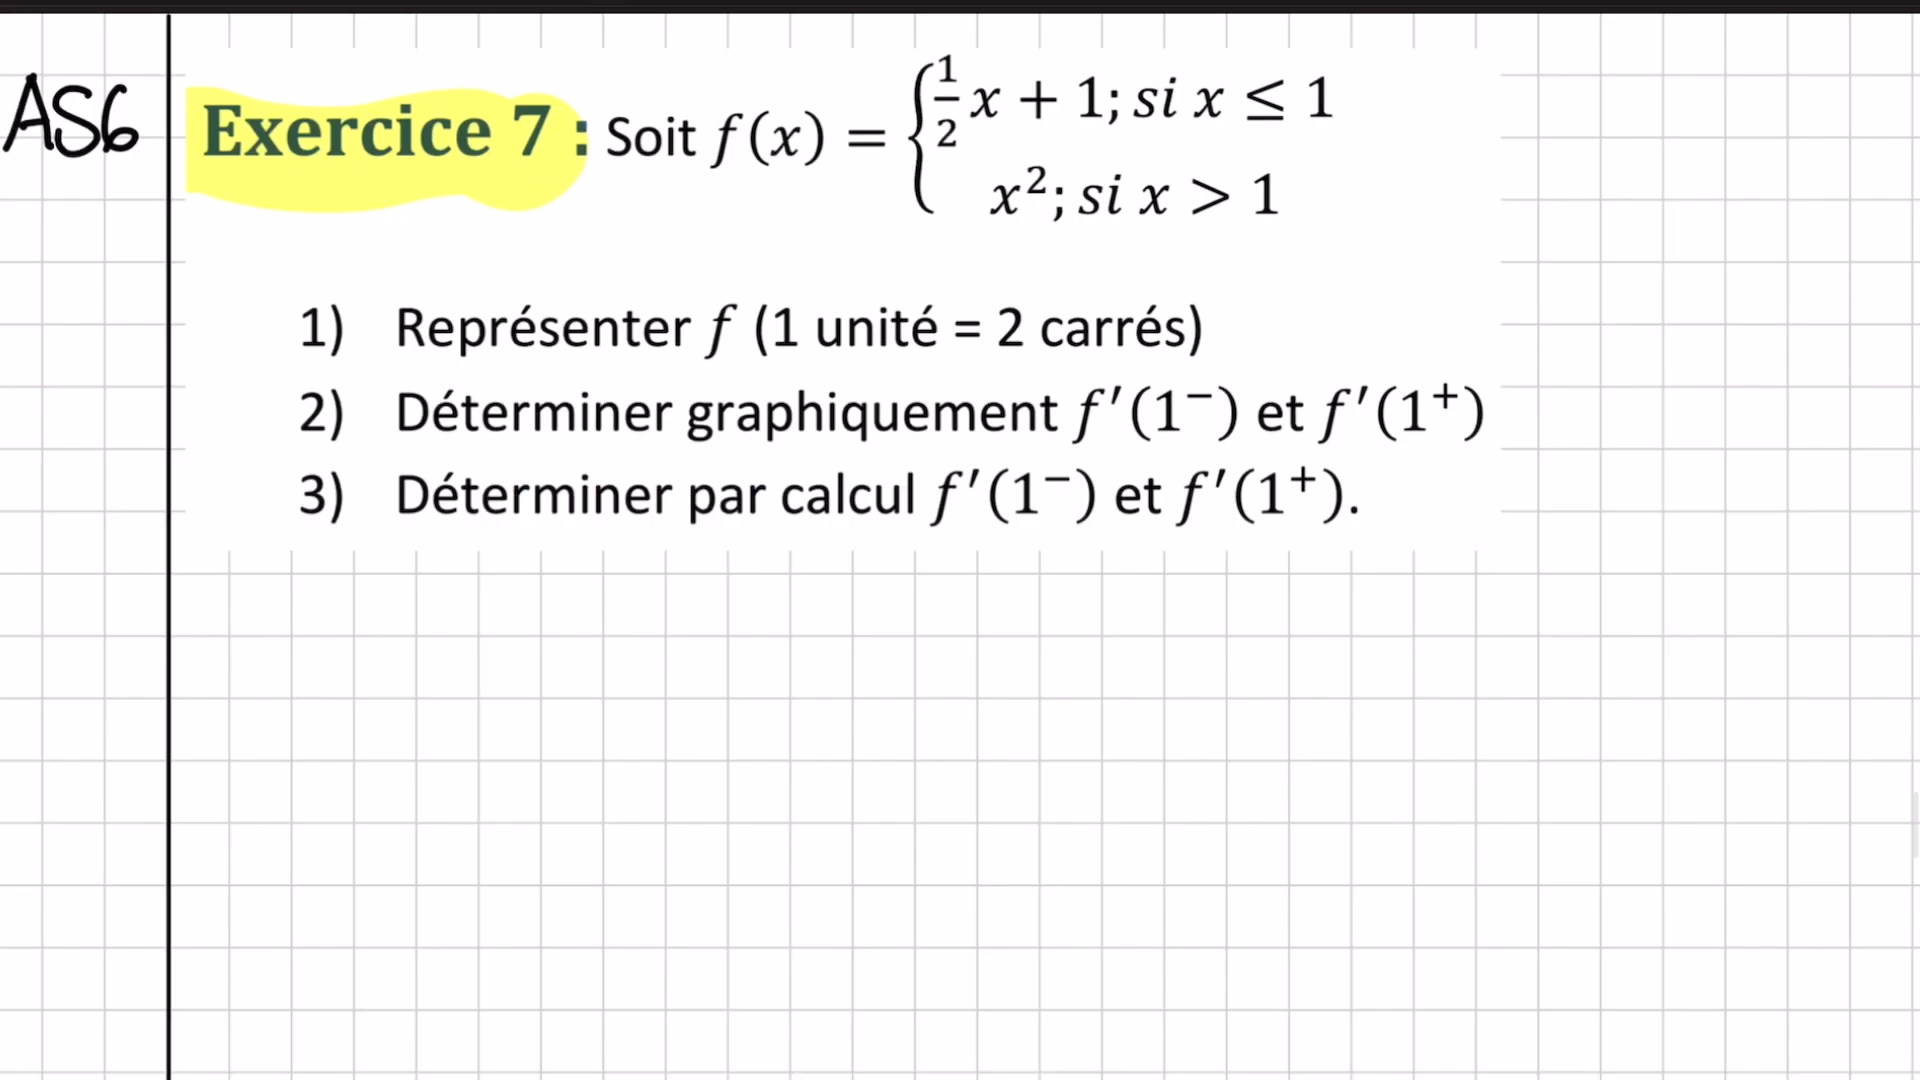 AS6
Exercice 7 : Soit f(x) = { 1/2 x + 1; si x ≤ 1
x²; si x > 1
1) Représenter f (1 unité = 2 carrés)
2) Déterminer graphiquement f′(1⁻) et f′(1⁺)
3) Déterminer par calcul f′(1⁻) et f′(1⁺).